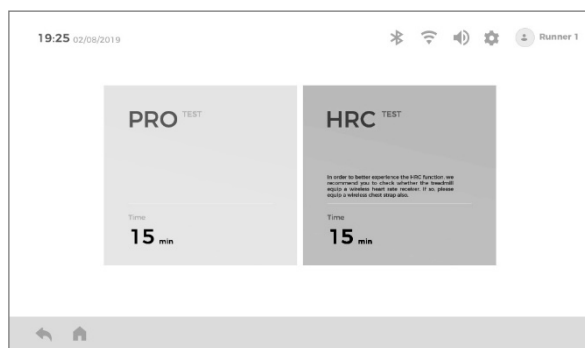 19:25 02/08/2019
Runner 1
PRO TEST
Time
15 min
HRC TEST
In order to better experience the HRC function, we
recommend you to check whether the treadmill
equip a wireless heart rate receiver. If so, please
equip a wireless chest strap also.
Time
15 min